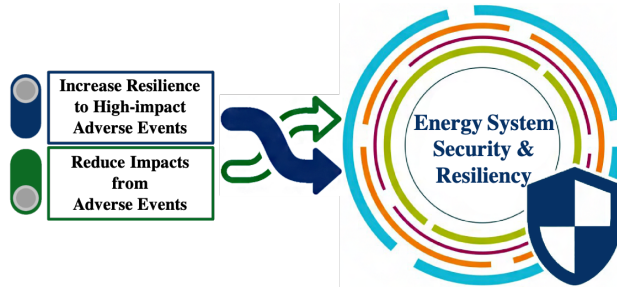 Increase Resilience
to High-impact
Adverse Events
Reduce Impacts
from
Adverse Events
Energy System
Security &
Resiliency